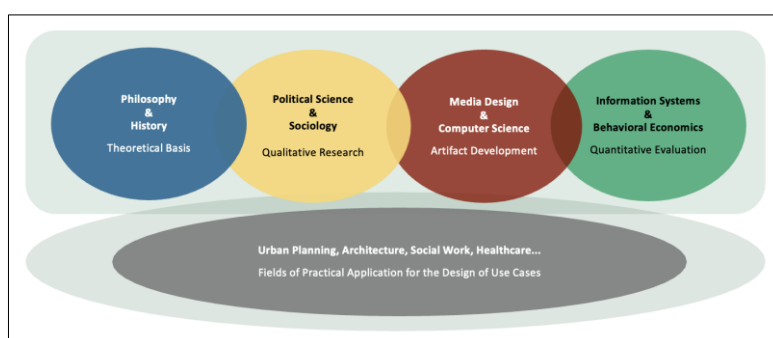 Philosophy
&
History
Theoretical Basis
Political Science
&
Sociology
Qualitative Research
Media Design
&
Computer Science
Artifact Development
Information Systems
&
Behavioral Economics
Quantitative Evaluation
Urban Planning, Architecture, Social Work, Healthcare...
Fields of Practical Application for the Design of Use Cases